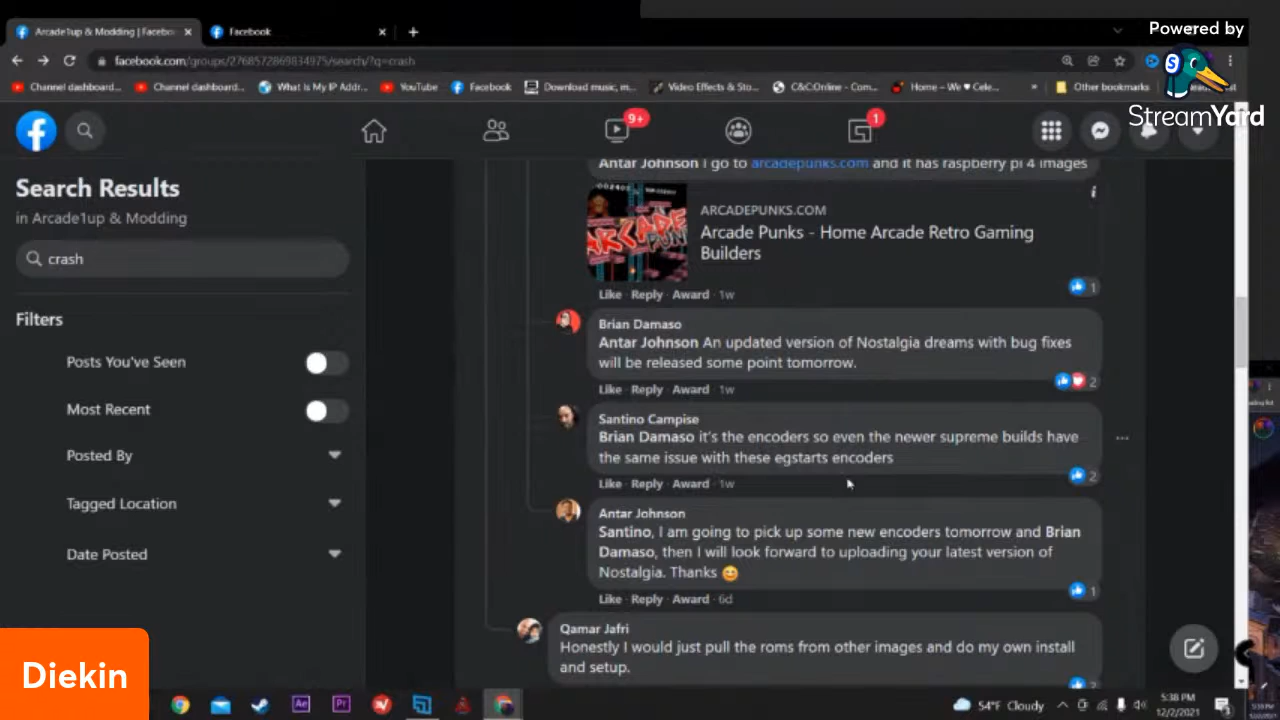 Powered by
StreamYard
Arcade1up & Modding | Facebo
Facebook
facebook.com/groups/2768572869834975/search/?q=crash
Channel dashboard...
Channel dashboard...
What Is My IP Addr...
YouTube
Facebook
Download music, m...
Video Effects & Sto...
C&C:Online - Com...
Home - We ♥ Cele...
Other bookmarks
9+
1
Search Results
in Arcade1up & Modding
crash
Filters
Posts You've Seen
Most Recent
Posted By
Tagged Location
Date Posted
Antar Johnson I go to arcadepunks.com and it has raspberry pi 4 images
ARCADEPUNKS.COM
Arcade Punks - Home Arcade Retro Gaming
Builders
Like · Reply · Award · 1w
1
Brian Damaso
Antar Johnson An updated version of Nostalgia dreams with bug fixes
will be released some point tomorrow.
Like · Reply · Award · 1w
2
Santino Campise
Brian Damaso it's the encoders so even the newer supreme builds have
the same issue with these egstarts encoders
Like · Reply · Award · 1w
2
Antar Johnson
Santino, I am going to pick up some new encoders tomorrow and Brian
Damaso, then I will look forward to uploading your latest version of
Nostalgia. Thanks 😊
Like · Reply · Award · 6d
1
Qamar Jafri
Honestly I would just pull the roms from other images and do my own install
and setup.
2
Diekin
54°F Cloudy
5:38 PM
12/2/2021